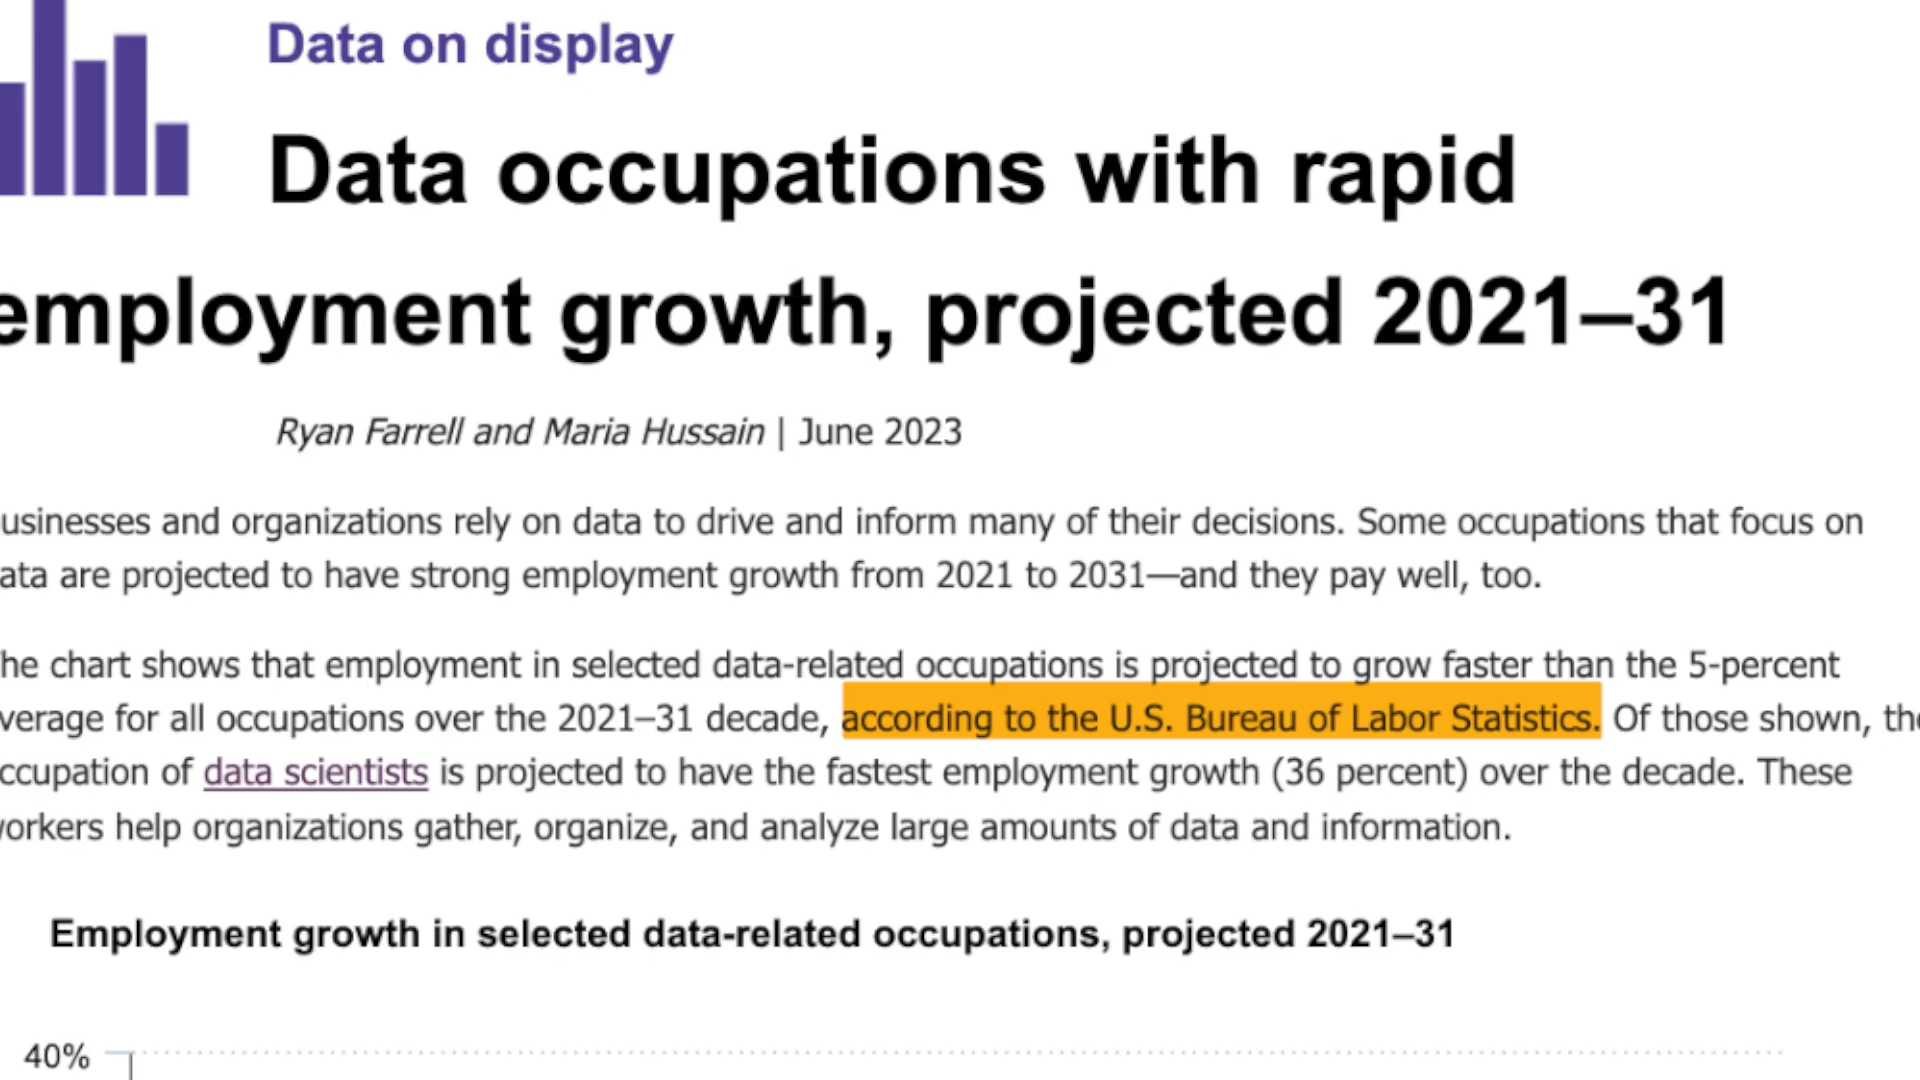 Data on display
Data occupations with rapid
employment growth, projected 2021–31
Ryan Farrell and Maria Hussain | June 2023
usinesses and organizations rely on data to drive and inform many of their decisions. Some occupations that focus on
ata are projected to have strong employment growth from 2021 to 2031—and they pay well, too.
he chart shows that employment in selected data-related occupations is projected to grow faster than the 5-percent
verage for all occupations over the 2021–31 decade, according to the U.S. Bureau of Labor Statistics. Of those shown, the
ccupation of data scientists is projected to have the fastest employment growth (36 percent) over the decade. These
orkers help organizations gather, organize, and analyze large amounts of data and information.
Employment growth in selected data-related occupations, projected 2021–31
40%